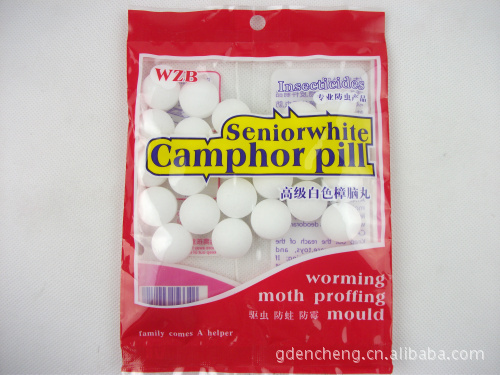 WZB
Insecticides
专业防虫产品
Seniorwhite
Camphor pill
高级白色樟脑丸
worming
moth proffing
驱虫 防蛀 防霉 mould
family comes A helper
gdencheng.cn.alibaba.com